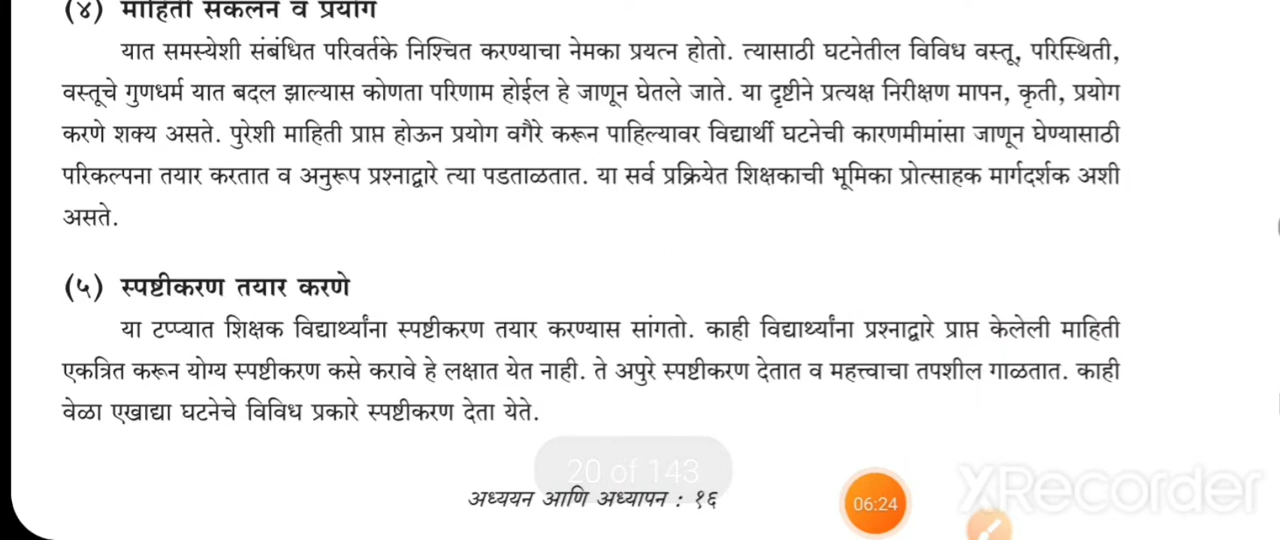 (४) माहिती संकलन व प्रयोग
यात समस्येशी संबंधित परिवर्तके निश्चित करण्याचा नेमका प्रयत्न होतो. त्यासाठी घटनेतील विविध वस्तू, परिस्थिती,
वस्तूचे गुणधर्म यात बदल झाल्यास कोणता परिणाम होईल हे जाणून घेतले जाते. या दृष्टीने प्रत्यक्ष निरीक्षण मापन, कृती, प्रयोग
करणे शक्य असते. पुरेशी माहिती प्राप्त होऊन प्रयोग वगैरे करून पाहिल्यावर विद्यार्थी घटनेची कारणमीमांसा जाणून घेण्यासाठी
परिकल्पना तयार करतात व अनुरूप प्रश्नाद्वारे त्या पडताळतात. या सर्व प्रक्रियेत शिक्षकाची भूमिका प्रोत्साहक मार्गदर्शक अशी
असते.
(५) स्पष्टीकरण तयार करणे
या टप्प्यात शिक्षक विद्यार्थ्यांना स्पष्टीकरण तयार करण्यास सांगतो. काही विद्यार्थ्यांना प्रश्नाद्वारे प्राप्त केलेली माहिती
एकत्रित करून योग्य स्पष्टीकरण कसे करावे हे लक्षात येत नाही. ते अपुरे स्पष्टीकरण देतात व महत्त्वाचा तपशील गाळतात. काही
वेळा एखाद्या घटनेचे विविध प्रकारे स्पष्टीकरण देता येते.
20 of 143
अध्ययन आणि अध्यापन : १६
06:24
XRecorder